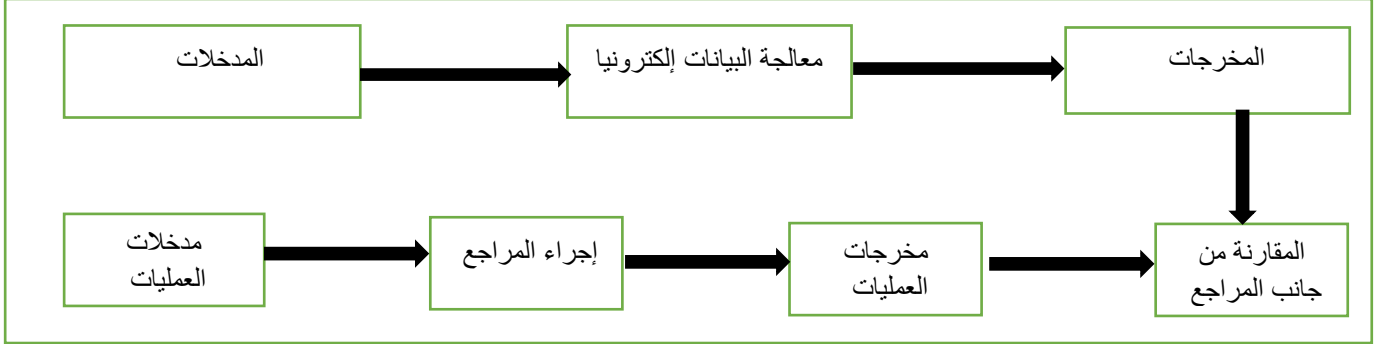 المدخلات
معالجة البيانات إلكترونيا
المخرجات
مدخلات
العمليات
إجراء المراجع
مخرجات
العمليات
المقارنة من
جانب المراجع